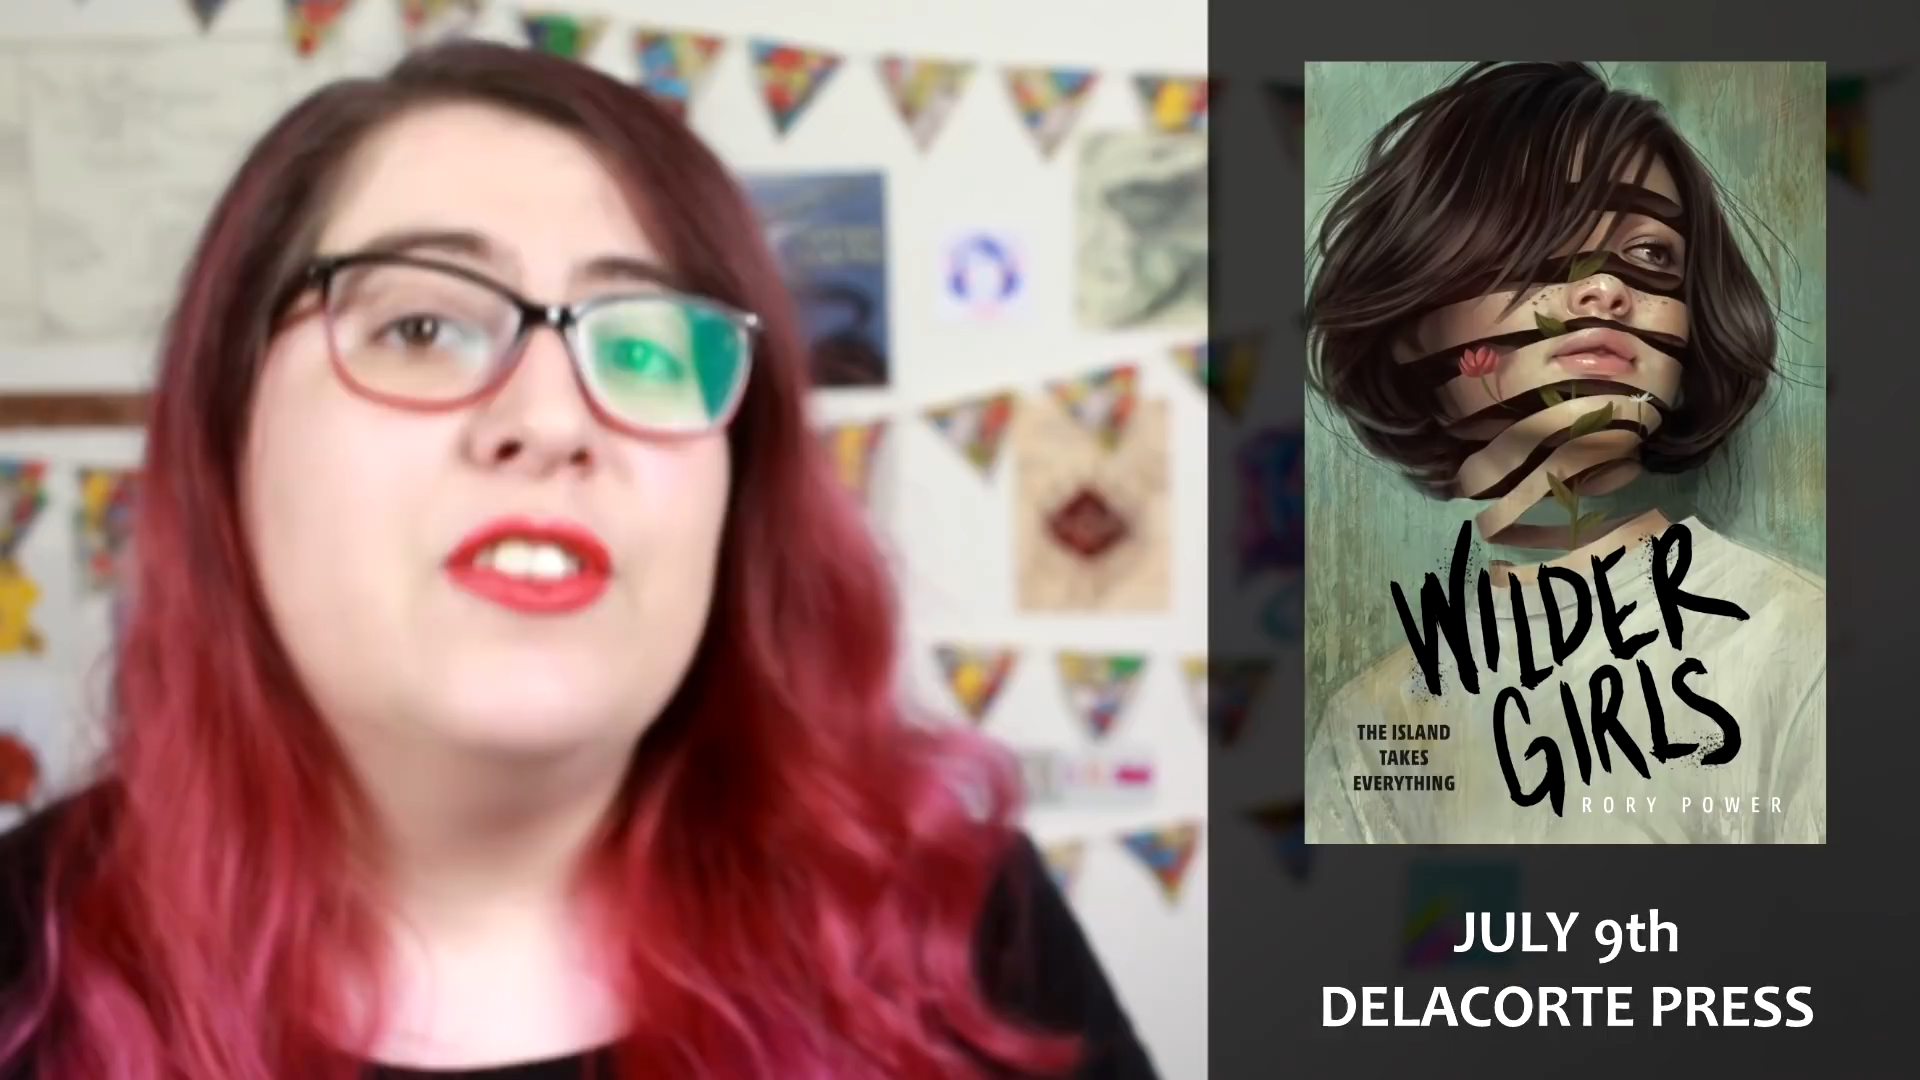 WILDER
GIRLS
THE ISLAND
TAKES
EVERYTHING
RORY POWER
JULY 9th
DELACORTE PRESS